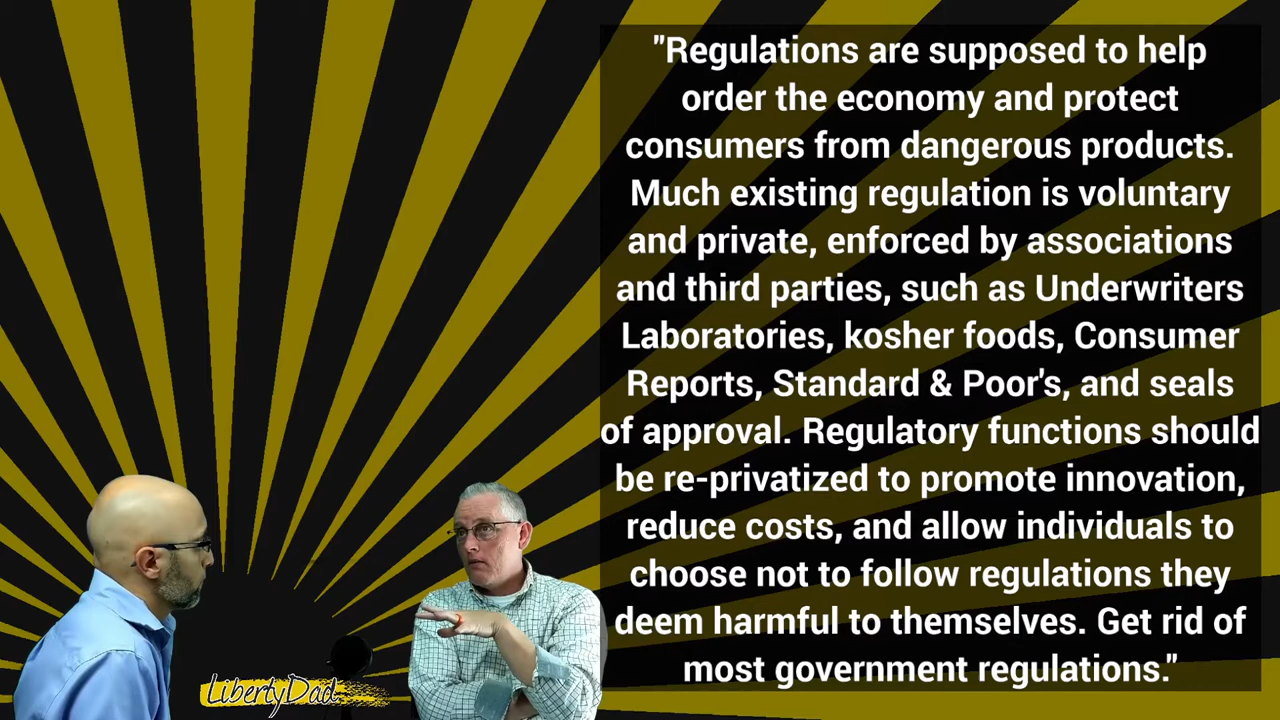 "Regulations are supposed to help
order the economy and protect
consumers from dangerous products.
Much existing regulation is voluntary
and private, enforced by associations
and third parties, such as Underwriters
Laboratories, kosher foods, Consumer
Reports, Standard & Poor's, and seals
of approval. Regulatory functions should
be re-privatized to promote innovation,
reduce costs, and allow individuals to
choose not to follow regulations they
deem harmful to themselves. Get rid of
most government regulations."
LibertyDad